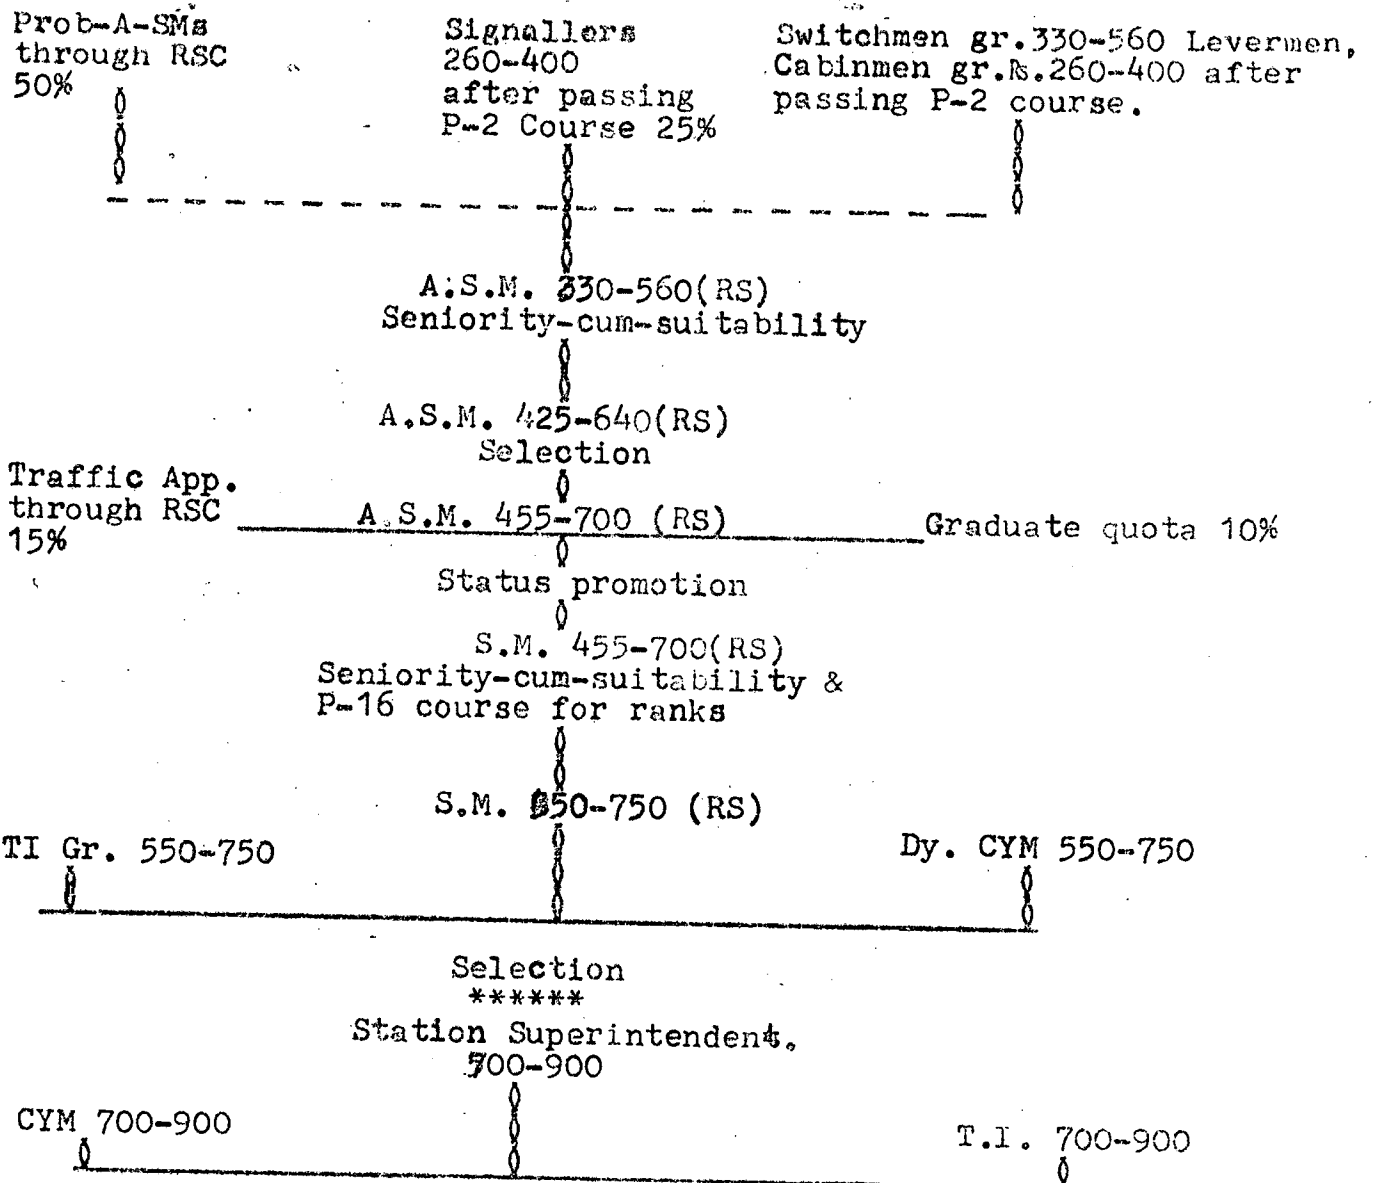 Prob-A-SMs
through RSC
50%
Signallers
260-400
after passing
P-2 Course 25%
Switchmen gr.330-560 Levermen,
Cabinmen gr.Rs.260-400 after
passing P-2 course.
A.S.M. 330-560(RS)
Seniority-cum-suitability
A.S.M. 425-640(RS)
Selection
Traffic App.
through RSC
15%
A.S.M. 455-700 (RS)
Graduate quota 10%
Status promotion
S.M. 455-700(RS)
Seniority-cum-suitability &
P-16 course for ranks
S.M. 550-750 (RS)
TI Gr. 550-750
Dy. CYM 550-750
Selection
******
Station Superintendent.
700-900
CYM 700-900
T.I. 700-900